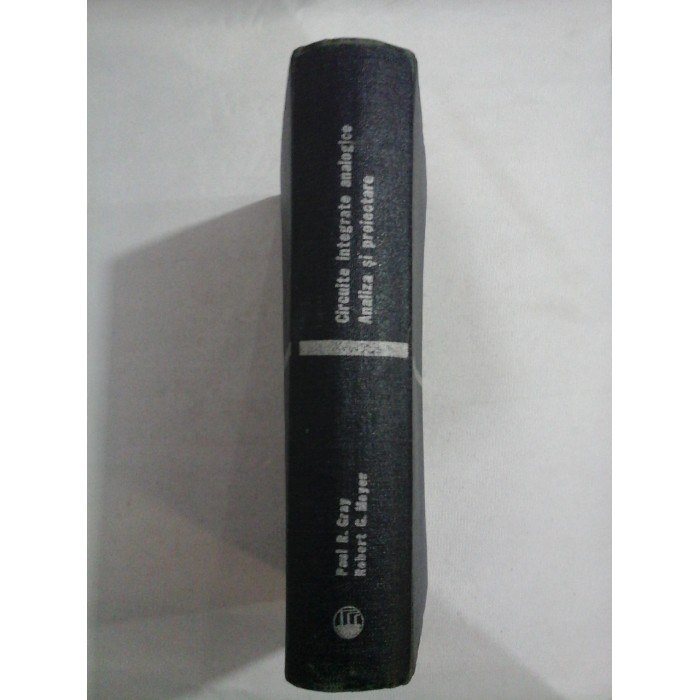 Circuite integrate analogice
Analiza şi proiectare
Paul R. Gray
Robert G. Meyer